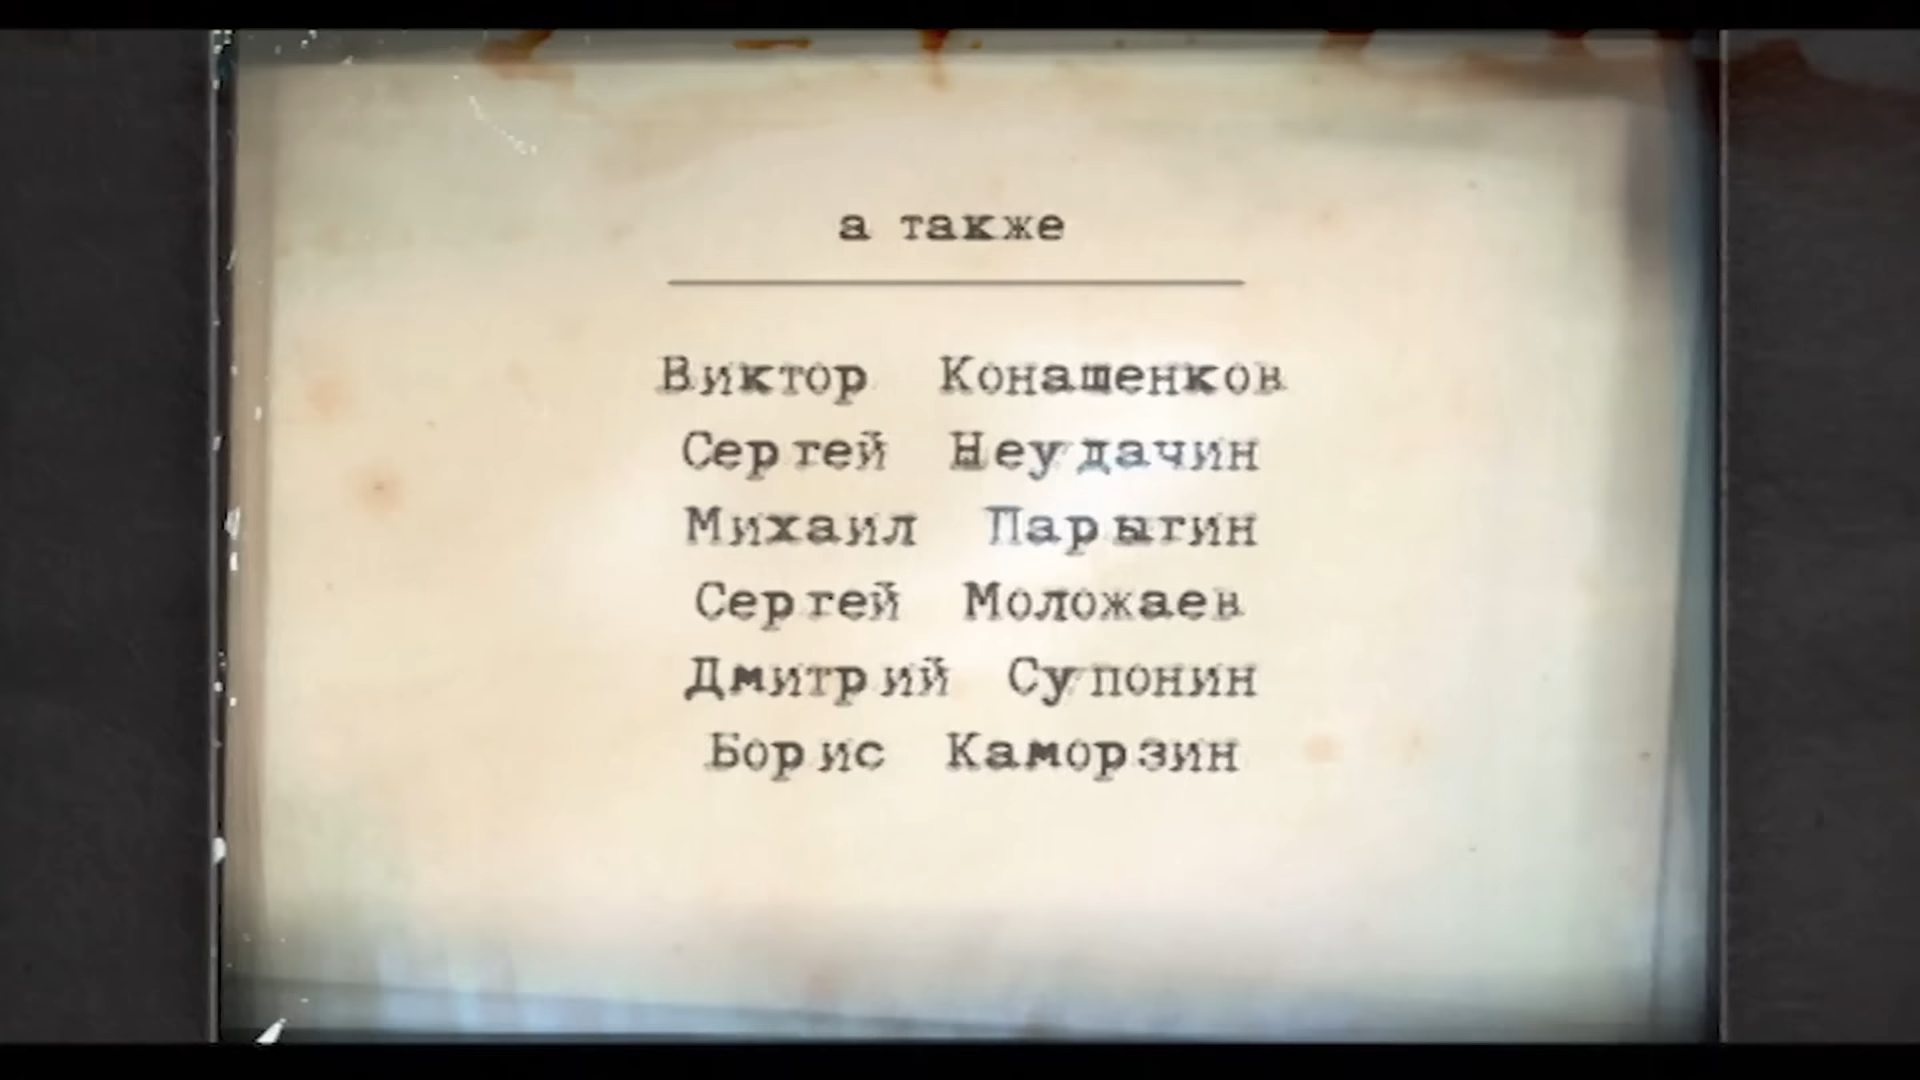 а также
Виктор Конашенков
Сергей Неудачин
Михаил Парыгин
Сергей Моложаев
Дмитрий Супонин
Борис Каморзин